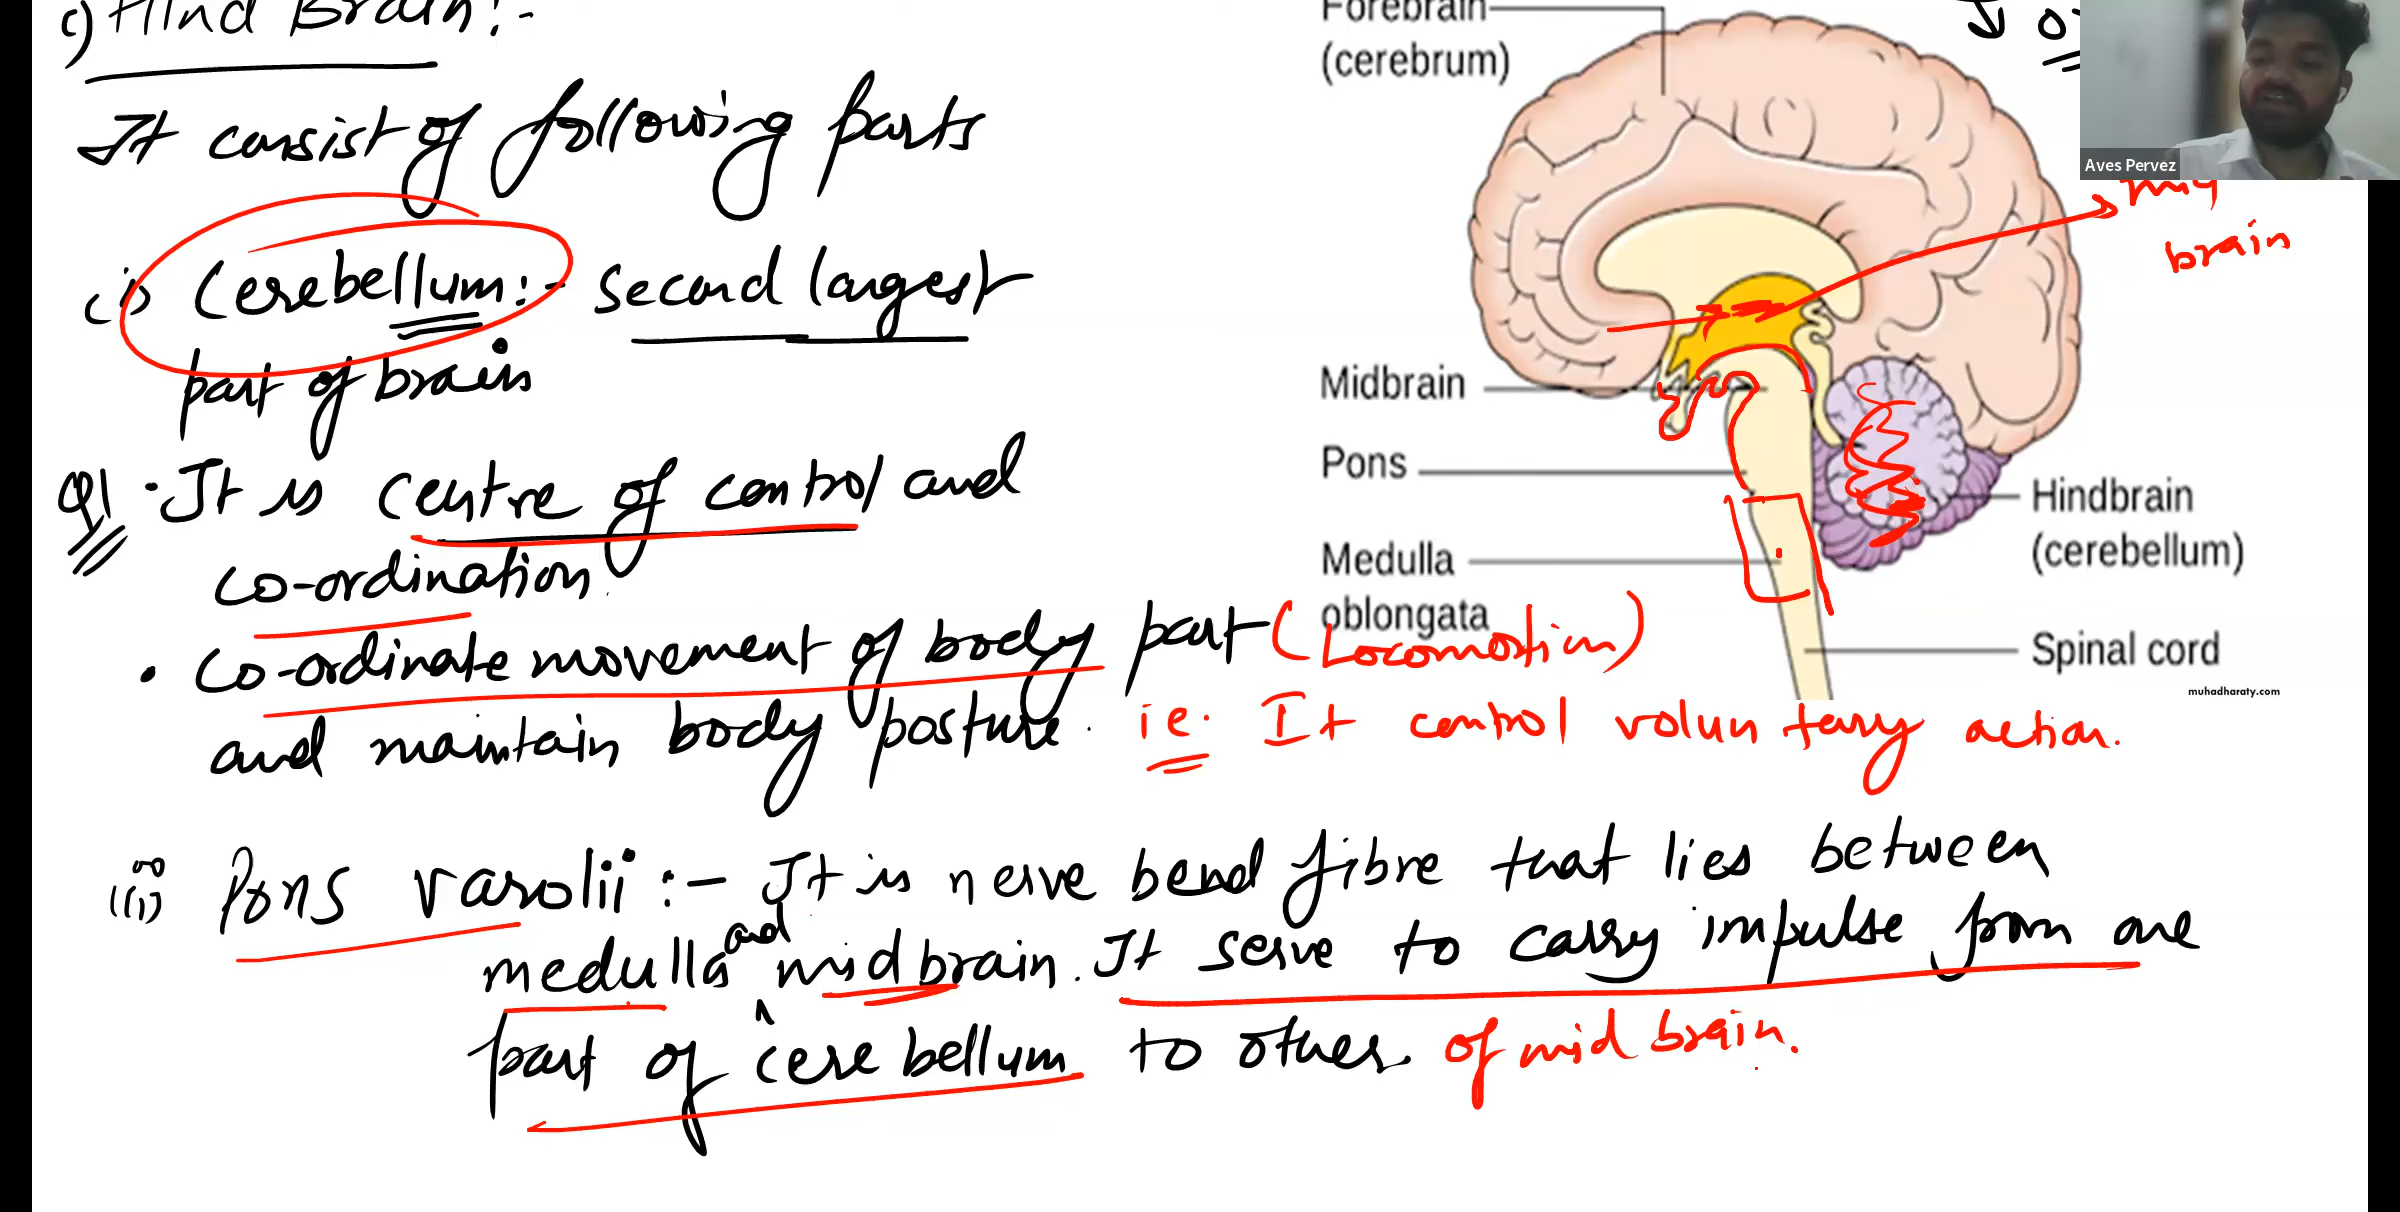 c) Hind Brain:-
It consist of following parts
(i) Cerebellum:- second largest
part of brain
Q1 · It is centre of control and
co-ordination
• co-ordinate movement of body part (Locomotion)
and maintain body posture. ie. It control voluntary action.
(ii) Pons varolii :- It is nerve bend fibre that lies between
medulla and midbrain. It serve to carry impulse from one
part of cerebellum to other. of mid brain.
Forebrain
(cerebrum)
Midbrain
Pons
Medulla
oblongata
Hindbrain
(cerebellum)
Spinal cord
muhadharaty.com
Aves Pervez
brain